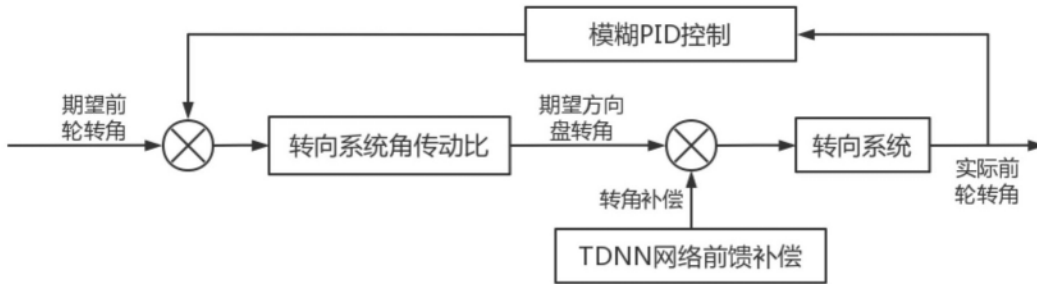 模糊PID控制
期望前
轮转角
转向系统角传动比
期望方向
盘转角
转向系统
实际前
轮转角
转角补偿
TDNN网络前馈补偿